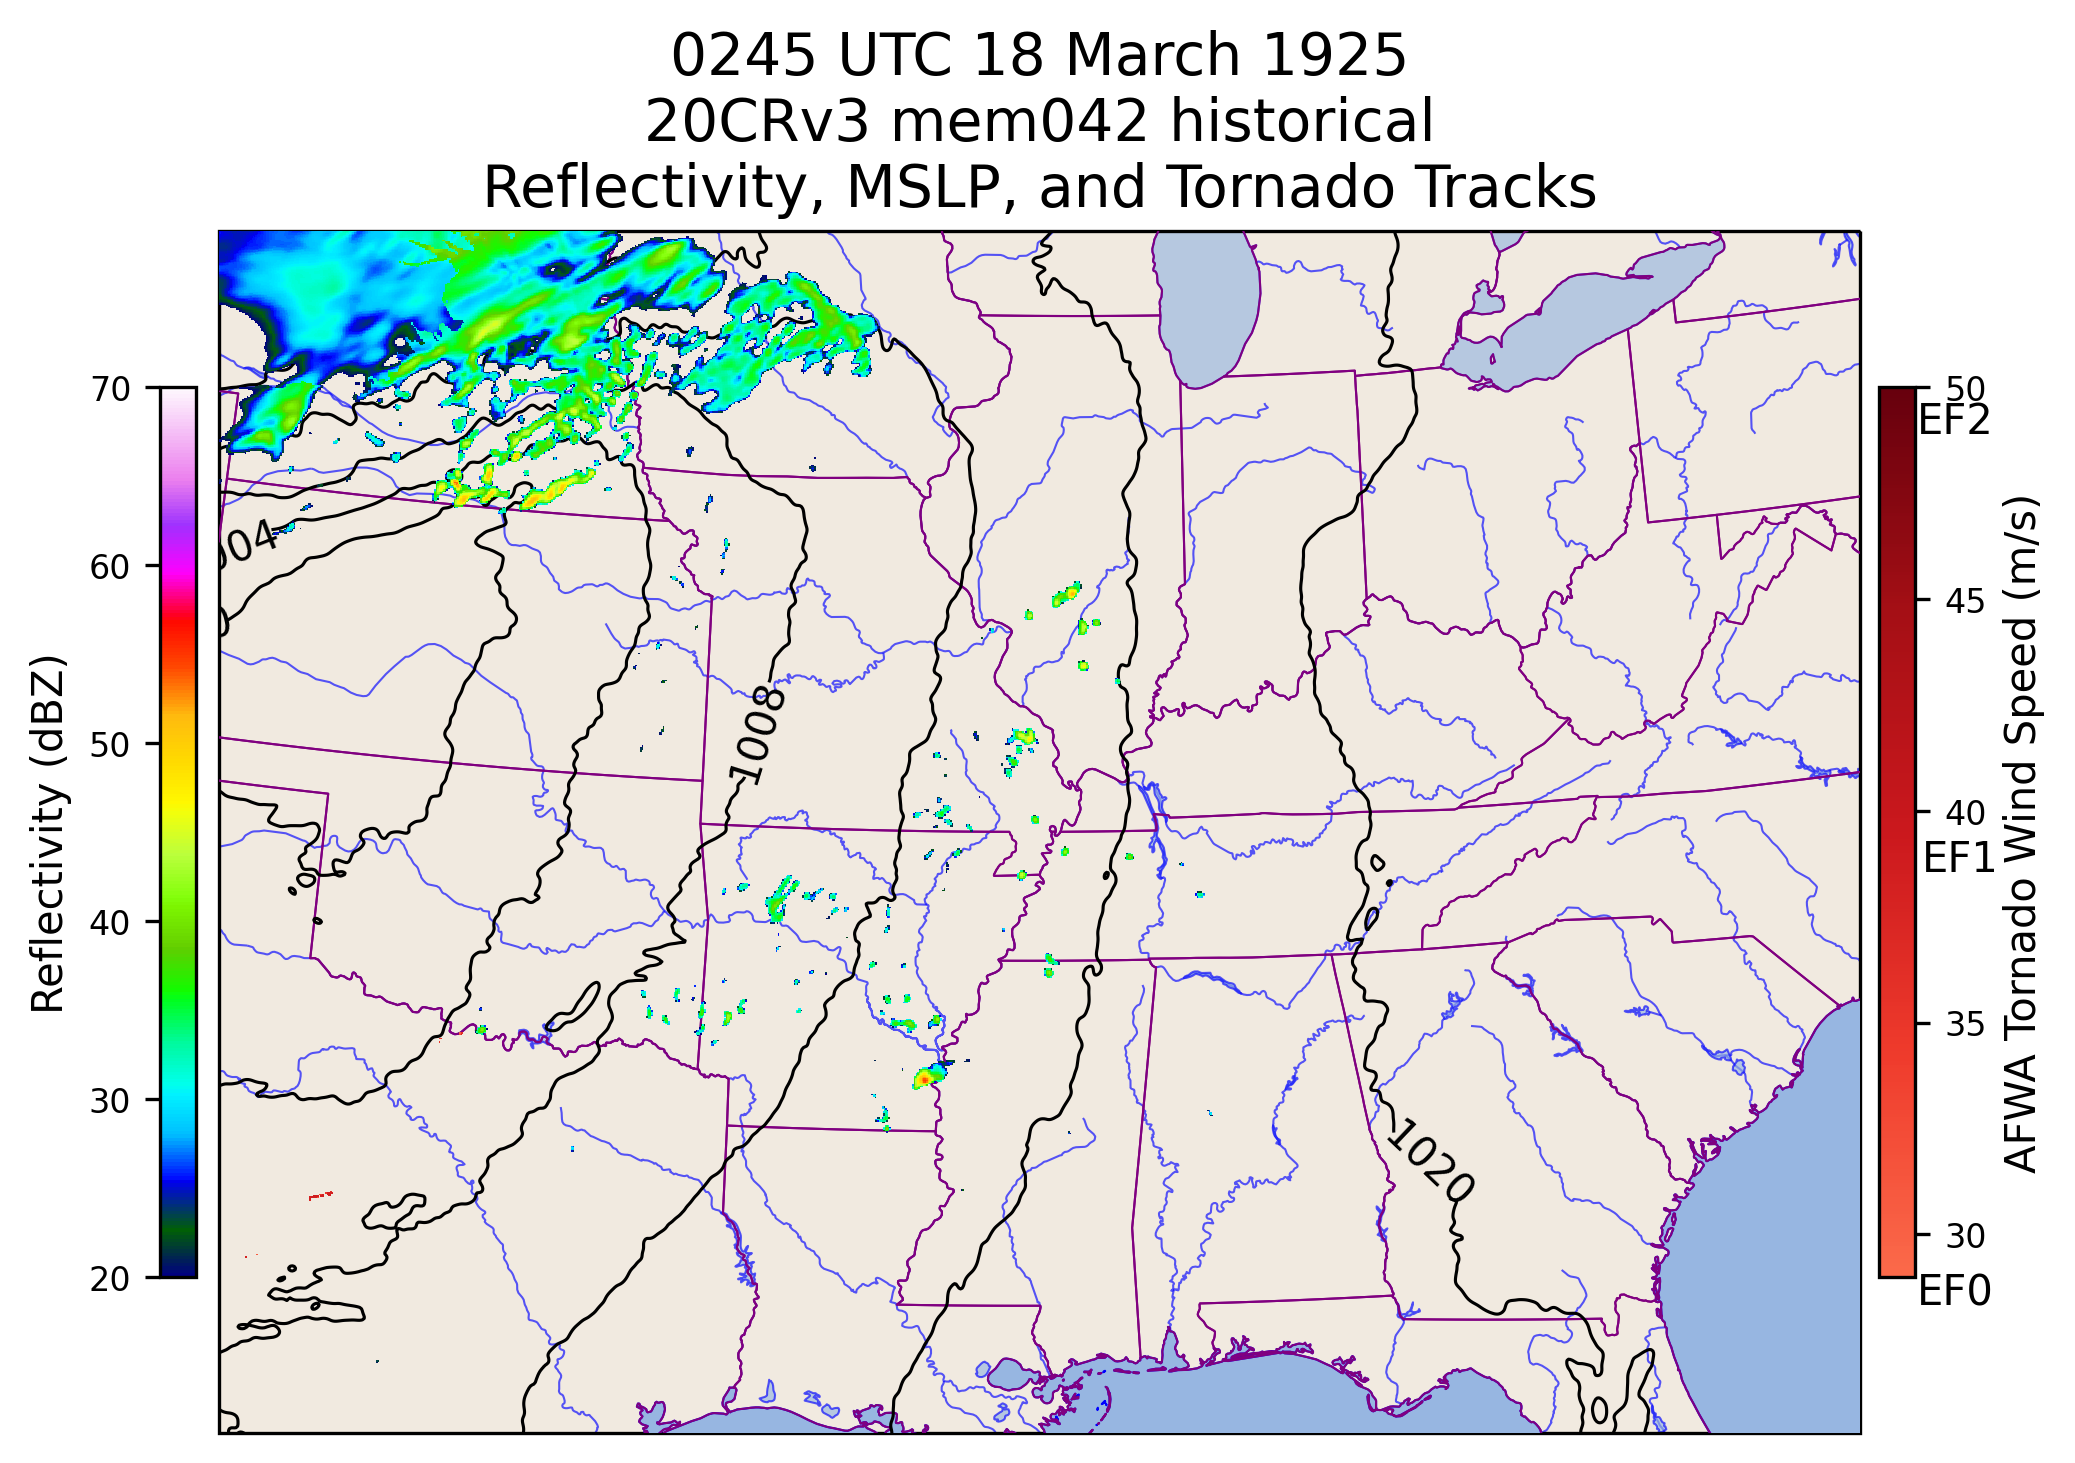 0245 UTC 18 March 1925
20CRv3 mem042 historical
Reflectivity, MSLP, and Tornado Tracks
70
60
50
40
30
20
Reflectivity (dBZ)
004
1008
1020
50
EF2
45
40
EF1
35
30
EF0
AFWA Tornado Wind Speed (m/s)